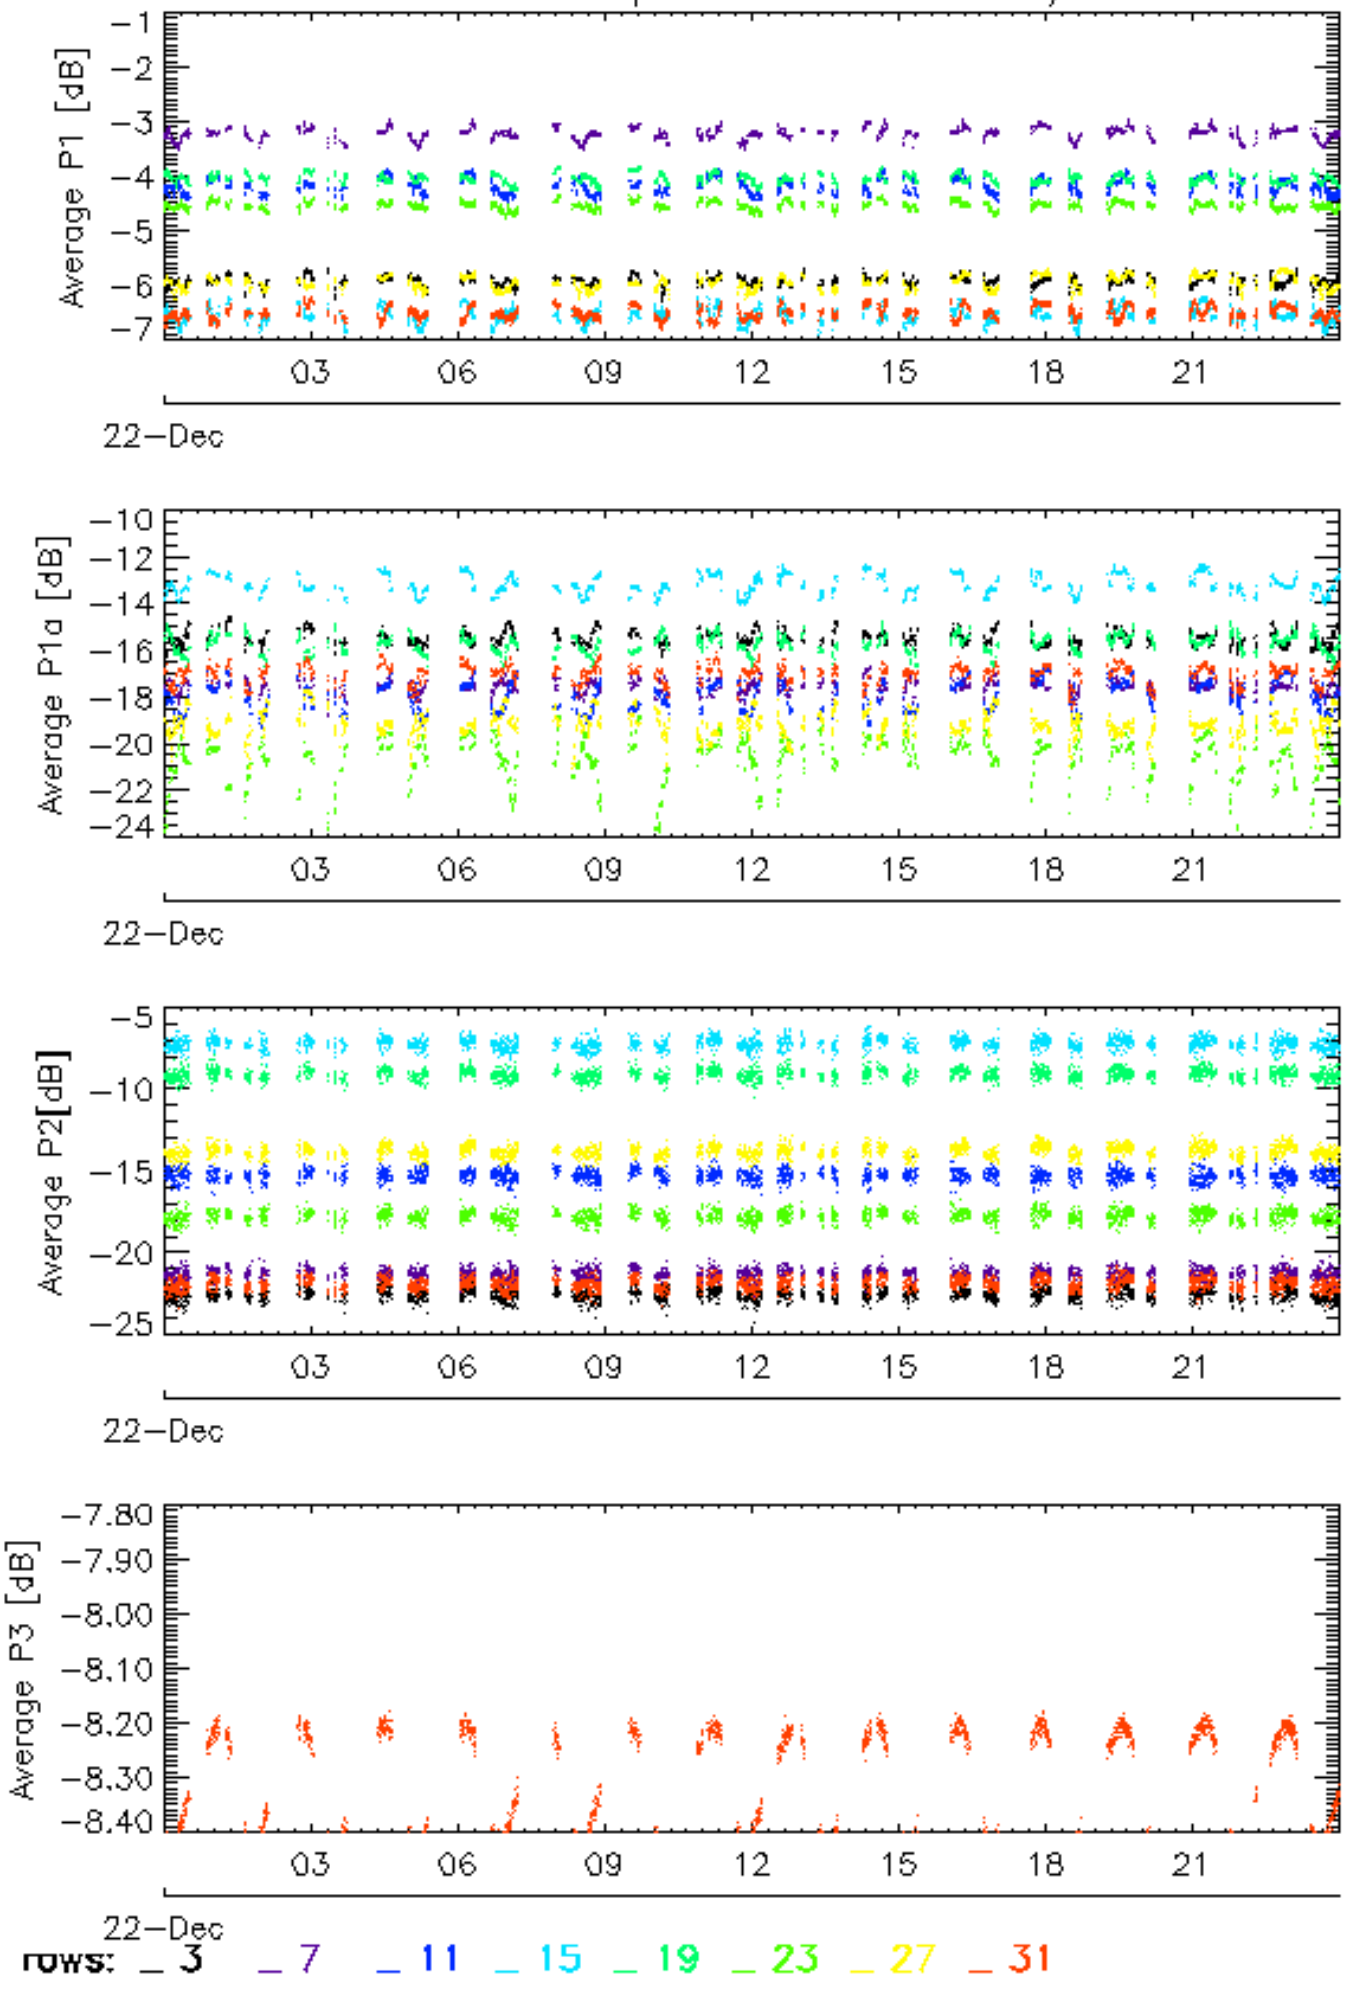 Average P1 [dB]
-1
-2
-3
-4
-5
-6
-7
03 06 09 12 15 18 21
22-Dec
Average P1a [dB]
-10
-12
-14
-16
-18
-20
-22
-24
03 06 09 12 15 18 21
22-Dec
Average P2[dB]
-5
-10
-15
-20
-25
03 06 09 12 15 18 21
22-Dec
Average P3 [dB]
-7.80
-7.90
-8.00
-8.10
-8.20
-8.30
-8.40
03 06 09 12 15 18 21
22-Dec
rows: _ 3 _ 7 _ 11 _ 15 _ 19 _ 23 _ 27 _ 31